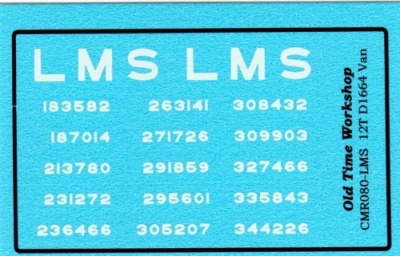 LMS LMS
183582 263141 308432
187014 271726 309903
213780 291859 327466
231272 295601 335843
236466 305207 344226
Old Time Workshop
CMR080-LMS 12T D1664 Van